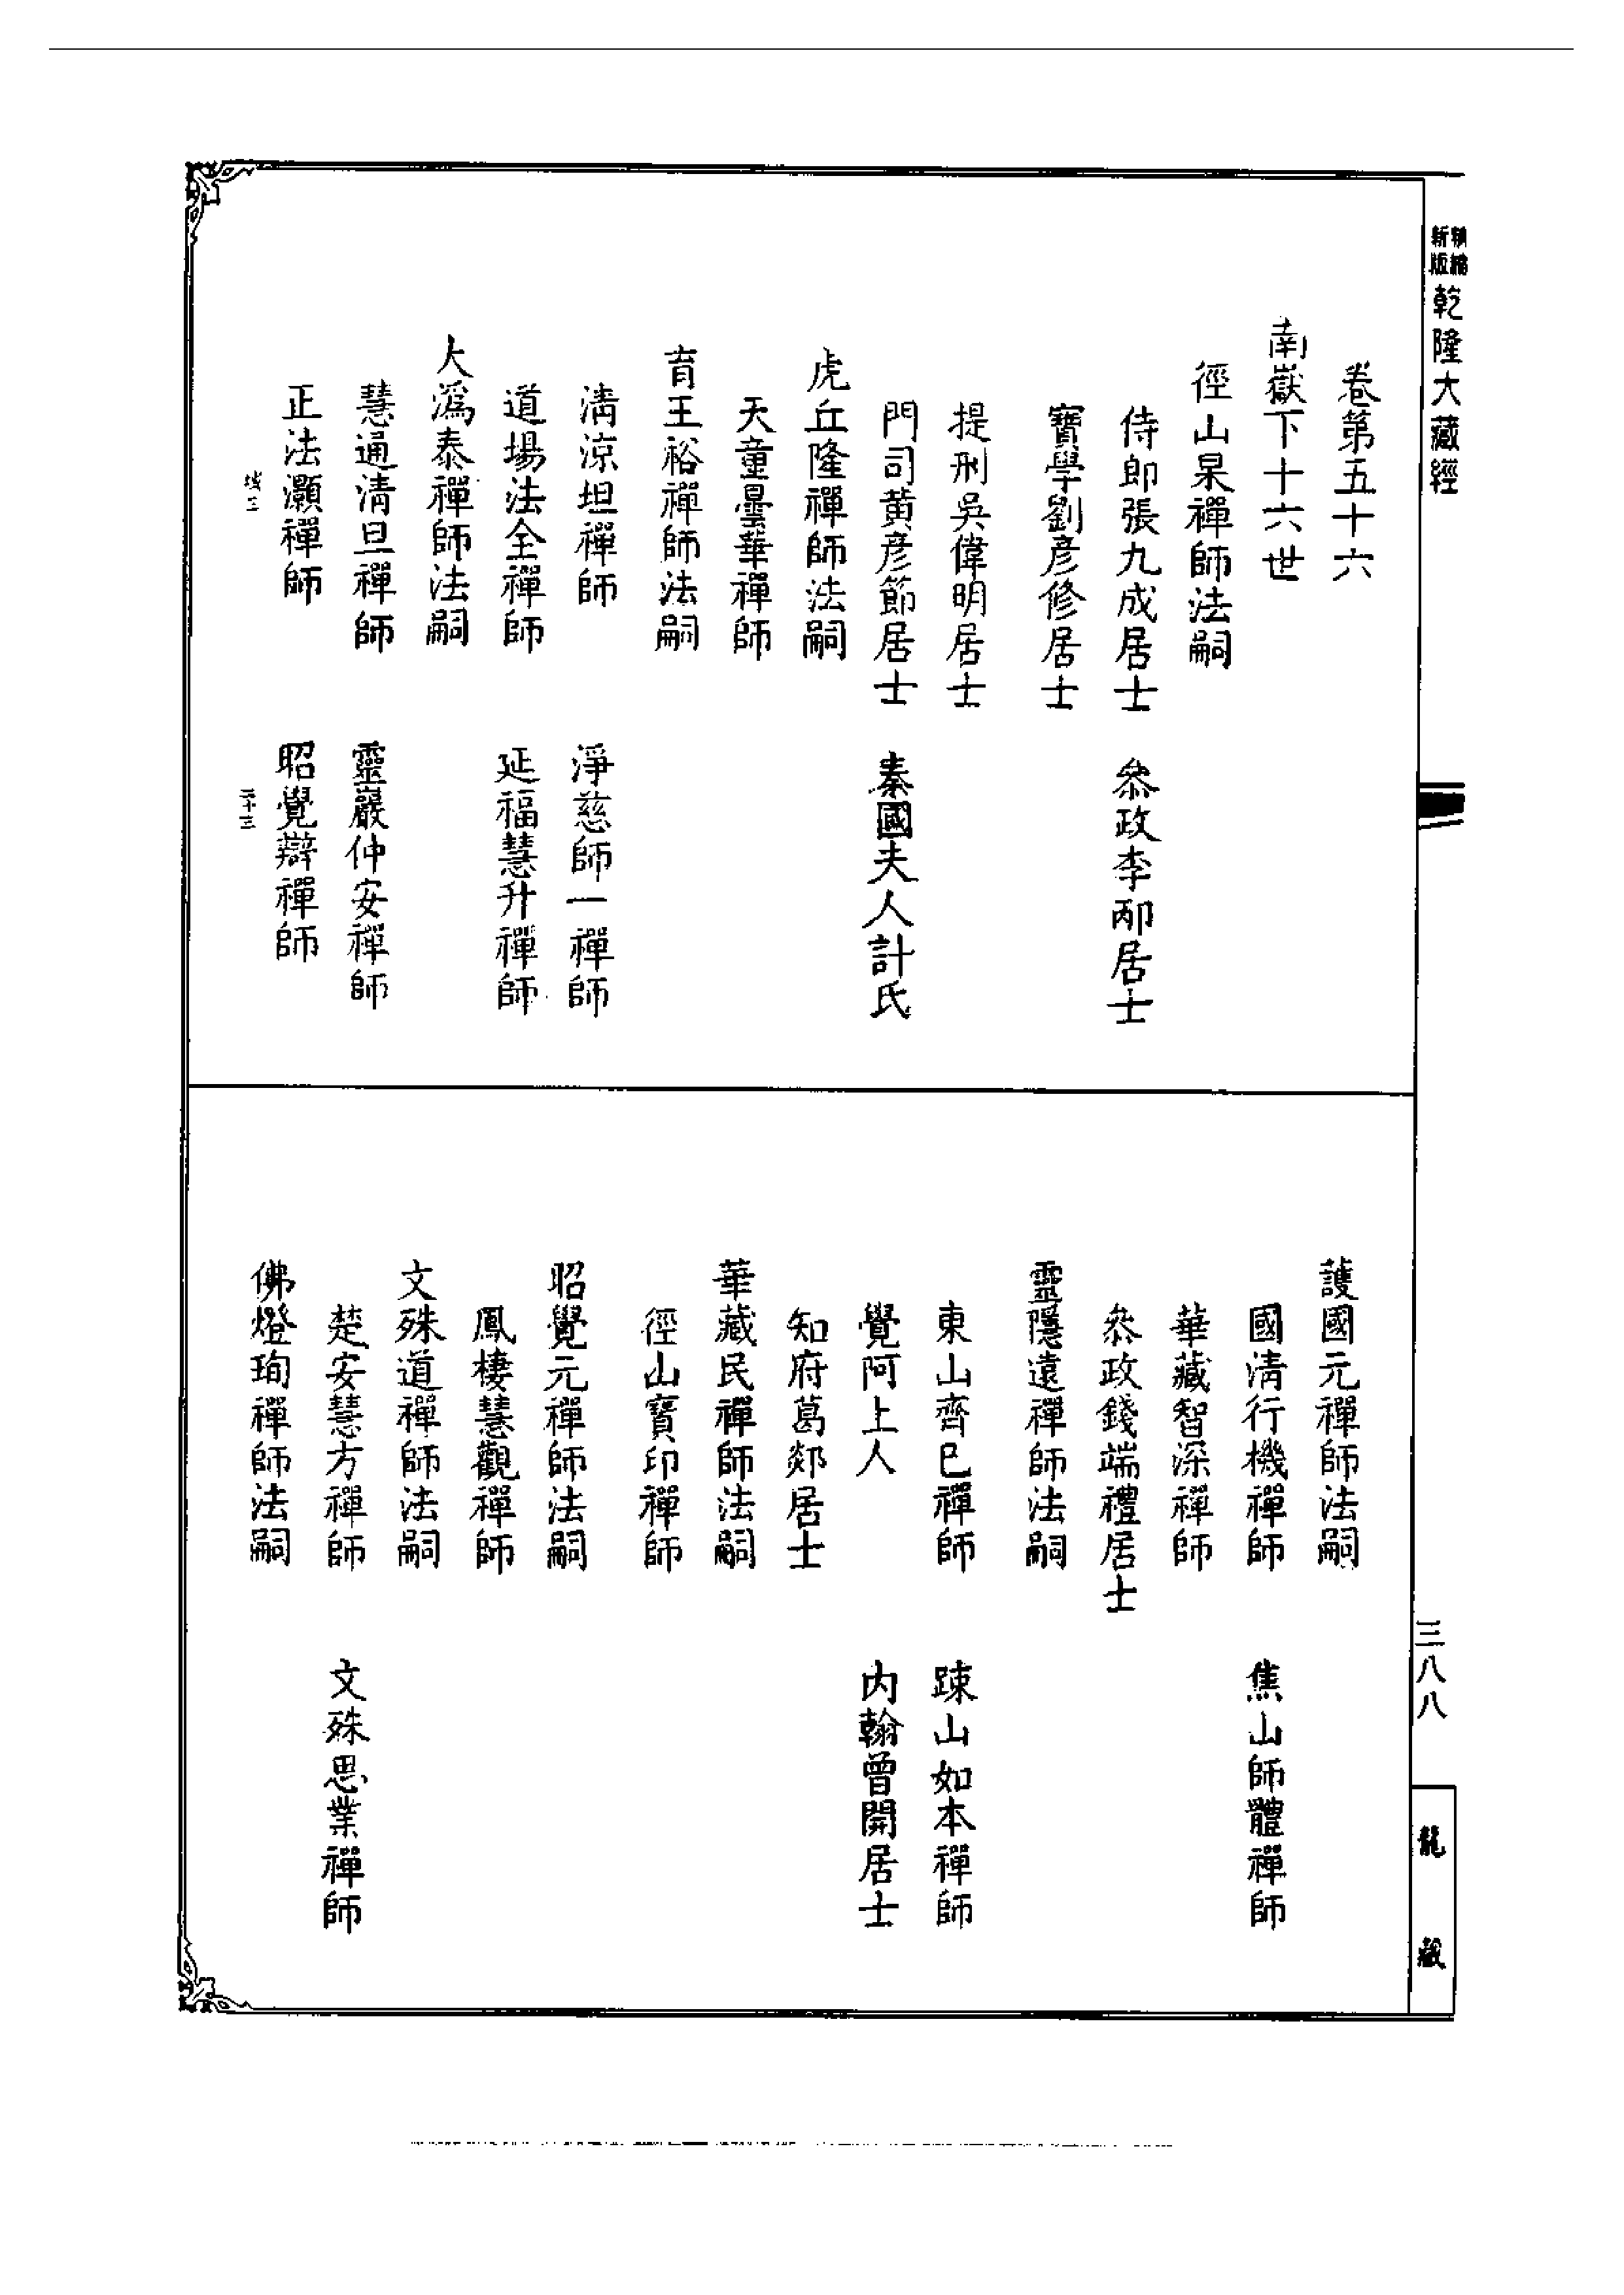 新版
精編
乾隆大藏經
卷第五十六
南嶽下十六世
徑山杲禪師法嗣
侍郎張九成居士　參政李邴居士
寶學劉彥修居士
提刑吳偉明居士
門司黃彥節居士　秦國夫人計氏
虎丘隆禪師法嗣
天童曇華禪師
育王裕禪師法嗣
清涼坦禪師　淨慈師一禪師
道場法全禪師　延福慧升禪師
大溈泰禪師法嗣
慧通清旦禪師　靈巖仲安禪師
正法灝禪師　昭覺辯禪師
護國元禪師法嗣
國清行機禪師　焦山師體禪師
華藏智深禪師
參政錢端禮居士
靈隱遠禪師法嗣
東山齊已禪師　踈山如本禪師
覺阿上人　內翰曾開居士
知府葛郯居士
華藏民禪師法嗣
徑山寶印禪師
昭覺元禪師法嗣
鳳棲慧觀禪師
文殊道禪師法嗣
楚安慧方禪師　文殊思業禪師
佛燈珣禪師法嗣
三八八
龍藏